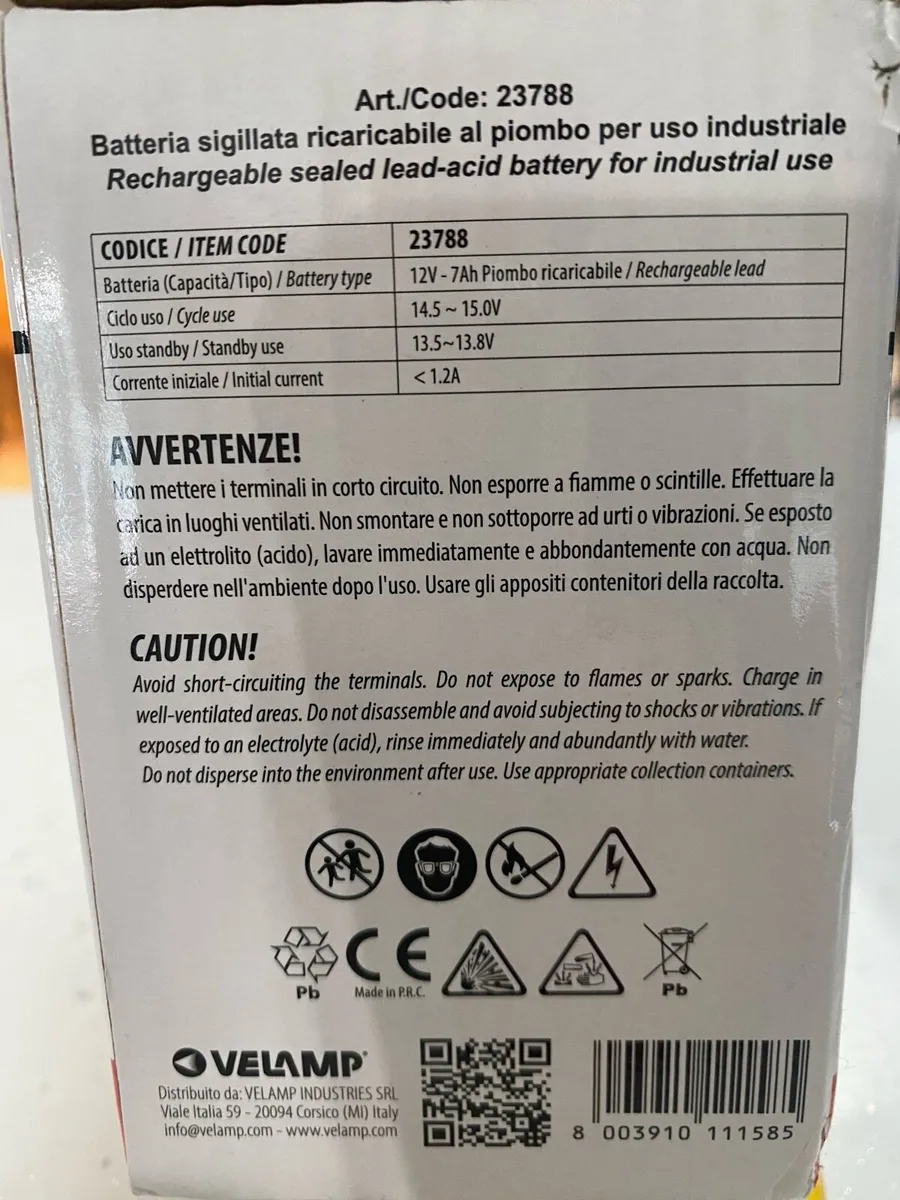 Art./Code: 23788
Batteria sigillata ricaricabile al piombo per uso industriale
Rechargeable sealed lead-acid battery for industrial use
CODICE / ITEM CODE 23788
Batteria (Capacità/Tipo) / Battery type 12V - 7Ah Piombo ricaricabile / Rechargeable lead
Ciclo uso / Cycle use 14.5 ~ 15.0V
Uso standby / Standby use 13.5~13.8V
Corrente iniziale / Initial current < 1.2A
AVVERTENZE!
Non mettere i terminali in corto circuito. Non esporre a fiamme o scintille. Effettuare la
carica in luoghi ventilati. Non smontare e non sottoporre ad urti o vibrazioni. Se esposto
ad un elettrolito (acido), lavare immediatamente e abbondantemente con acqua. Non
disperdere nell'ambiente dopo l'uso. Usare gli appositi contenitori della raccolta.
CAUTION!
Avoid short-circuiting the terminals. Do not expose to flames or sparks. Charge in
well-ventilated areas. Do not disassemble and avoid subjecting to shocks or vibrations. If
exposed to an electrolyte (acid), rinse immediately and abundantly with water.
Do not disperse into the environment after use. Use appropriate collection containers.
CE
Pb Made in P.R.C. Pb
VELAMP
Distribuito da: VELAMP INDUSTRIES SRL
Viale Italia 59 - 20094 Corsico (MI) Italy
info@velamp.com - www.velamp.com
8 003910 111585